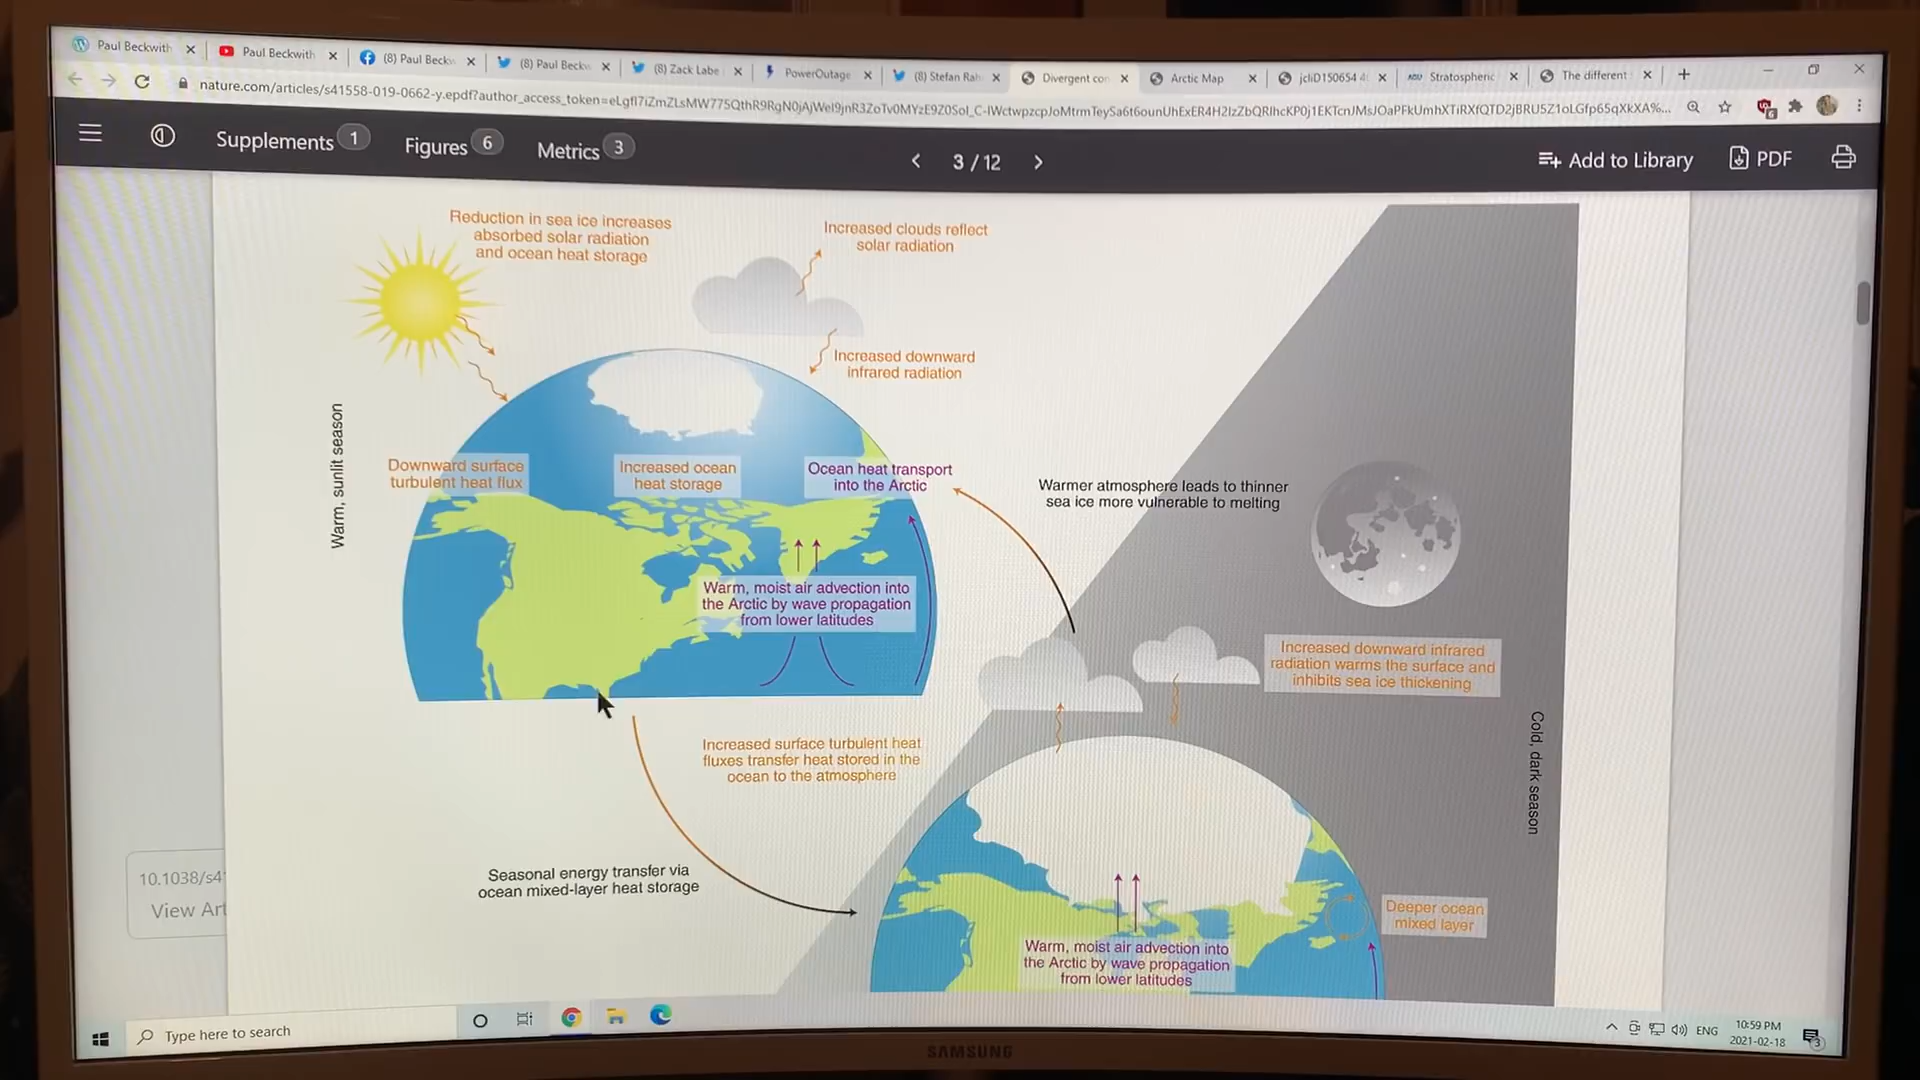 Paul Beckwith
Paul Beckwith
(8) Paul Beckw
(8) Paul Beckw
(8) Zack Labe
PowerOutage
(8) Stefan Rah
Divergent con
Arctic Map
jcliD150654 4
Stratospheric
The different
Supplements 1
Figures 6
Metrics 3
3 / 12
Add to Library
PDF
Reduction in sea ice increases
absorbed solar radiation
and ocean heat storage
Increased clouds reflect
solar radiation
Increased downward
infrared radiation
Warm, sunlit season
Downward surface
turbulent heat flux
Increased ocean
heat storage
Ocean heat transport
into the Arctic
Warmer atmosphere leads to thinner
sea ice more vulnerable to melting
Warm, moist air advection into
the Arctic by wave propagation
from lower latitudes
Increased downward infrared
radiation warms the surface and
inhibits sea ice thickening
Cold, dark season
Increased surface turbulent heat
fluxes transfer heat stored in the
ocean to the atmosphere
Seasonal energy transfer via
ocean mixed-layer heat storage
10.1038/s4
View Art
Deeper ocean
mixed layer
Warm, moist air advection into
the Arctic by wave propagation
from lower latitudes
Type here to search
ENG
10:59 PM
2021-02-18
3
SAMSUNG